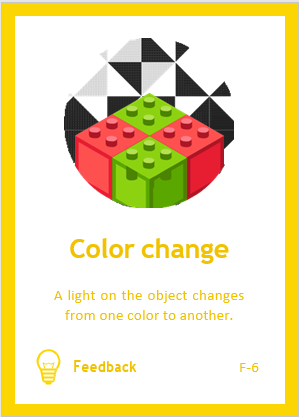 Color change
A light on the object changes
from one color to another.
Feedback
F-6